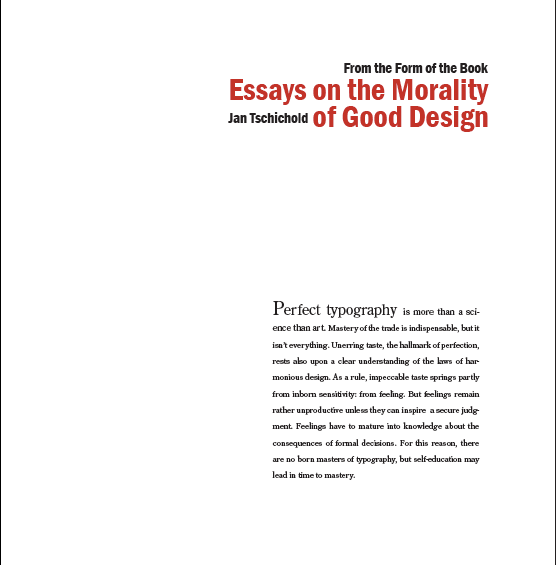 From the Form of the Book
Essays on the Morality
Jan Tschichold of Good Design
Perfect typography is more than a sci-
ence than art. Mastery of the trade is indispensable, but it
isn't everything. Unerring taste, the hallmark of perfection,
rests also upon a clear understanding of the laws of har-
monious design. As a rule, impeccable taste springs partly
from inborn sensitivity: from feeling. But feelings remain
rather unproductive unless they can inspire a secure judg-
ment. Feelings have to mature into knowledge about the
consequences of formal decisions. For this reason, there
are no born masters of typography, but self-education may
lead in time to mastery.